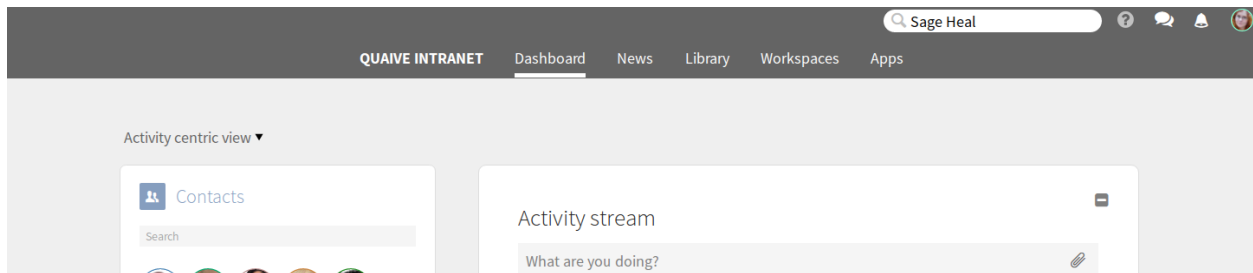 Sage Heal
QUAIVE INTRANET Dashboard News Library Workspaces Apps
Activity centric view
Contacts
Search
Activity stream
What are you doing?